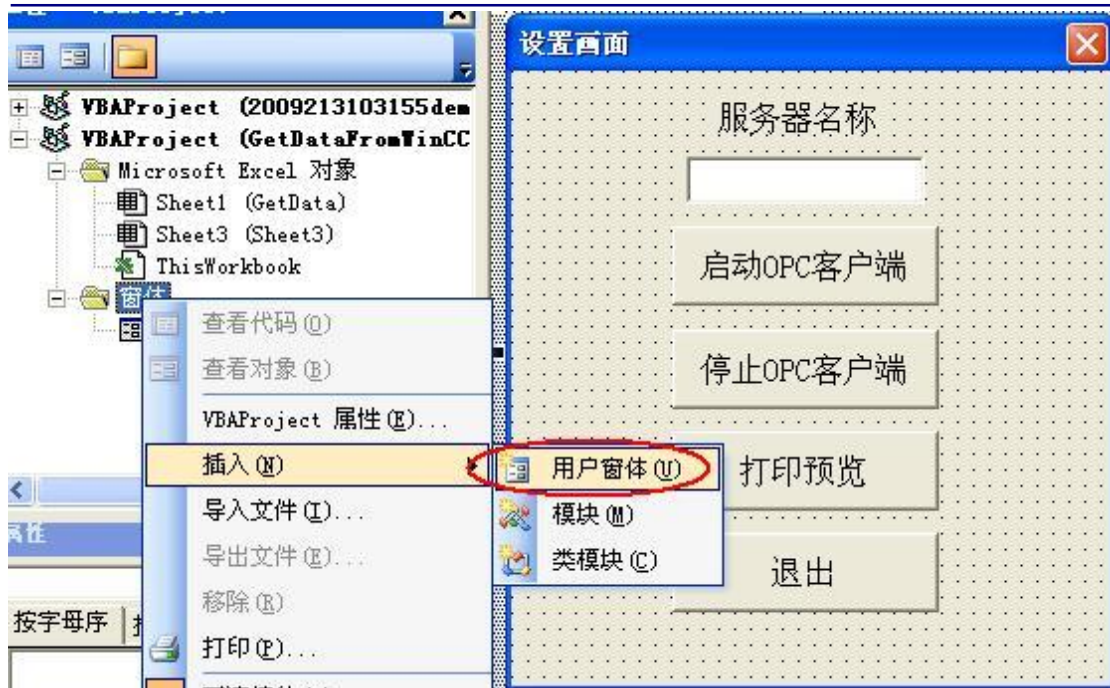 VBAProject (2009213103155dem
VBAProject (GetDataFromWinCC
Microsoft Excel 对象
Sheet1 (GetData)
Sheet3 (Sheet3)
ThisWorkbook
窗体
查看代码(O)
查看对象(B)
VBAProject 属性(E)...
插入(N)
导入文件(I)...
导出文件(E)...
移除(R)
打印(P)...
属性
按字母序
用户窗体(U)
模块(M)
类模块(C)
设置画面
服务器名称
启动OPC客户端
停止OPC客户端
打印预览
退出